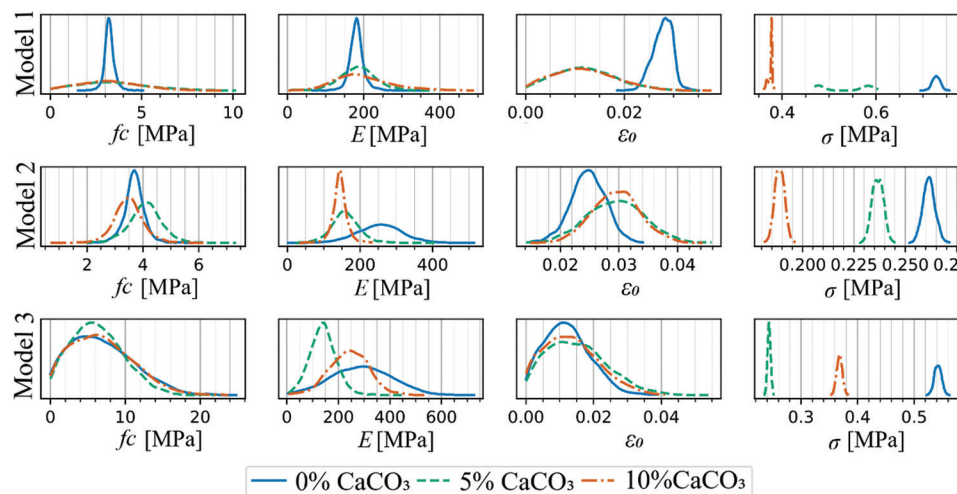 Model 1
0 5 10
0 200 400
0.00 0.02
0.4 0.6
fc [MPa]
E [MPa]
ε₀
σ [MPa]
Model 2
2 4 6
0 200 400
0.02 0.03 0.04
0.200 0.225 0.250 0.27
fc [MPa]
E [MPa]
ε₀
σ [MPa]
Model 3
0 10 20
0 200 400 600
0.00 0.02 0.04
0.3 0.4 0.5
fc [MPa]
E [MPa]
ε₀
σ [MPa]
0% CaCO₃ 5% CaCO₃ 10%CaCO₃